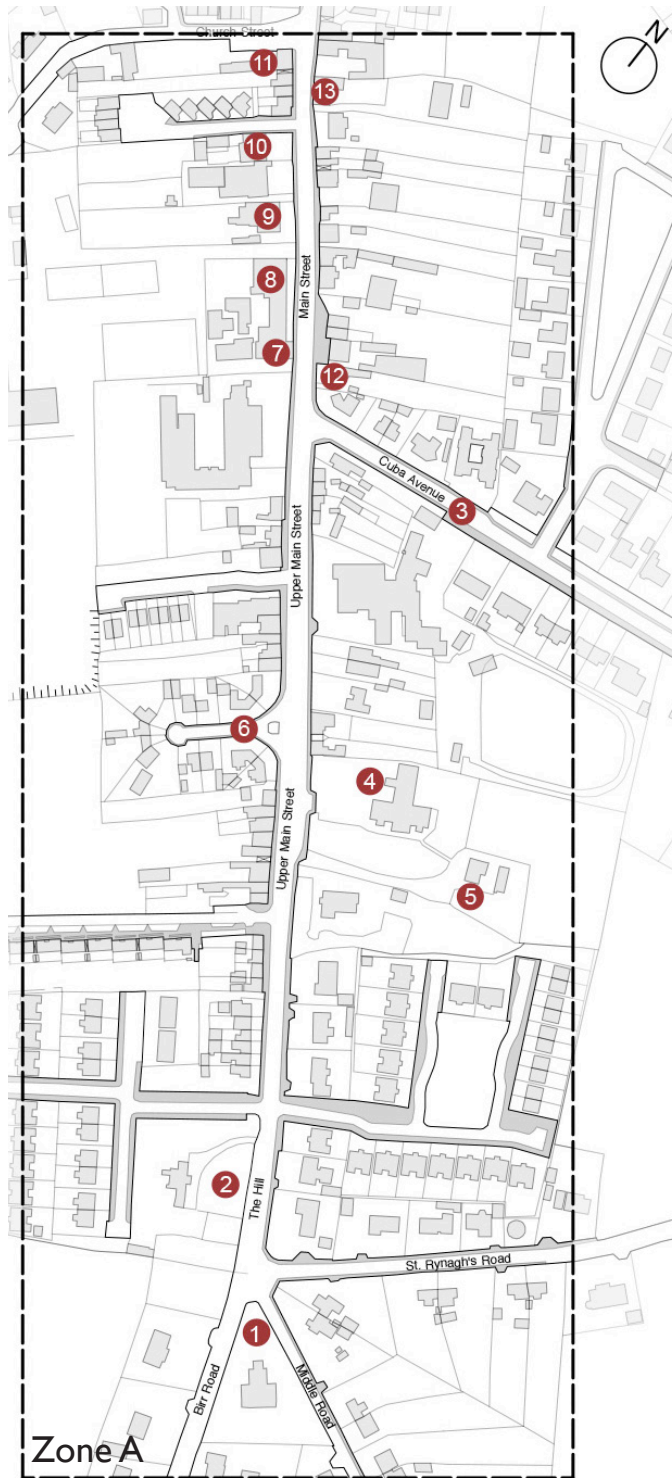 Church Street
N
11
13
10
9
8
Main Street
7
12
Cuba Avenue
3
Upper Main Street
6
4
Upper Main Street
5
2
The Hill
St. Rynagh's Road
1
Birr Road
Middle Road
Zone A